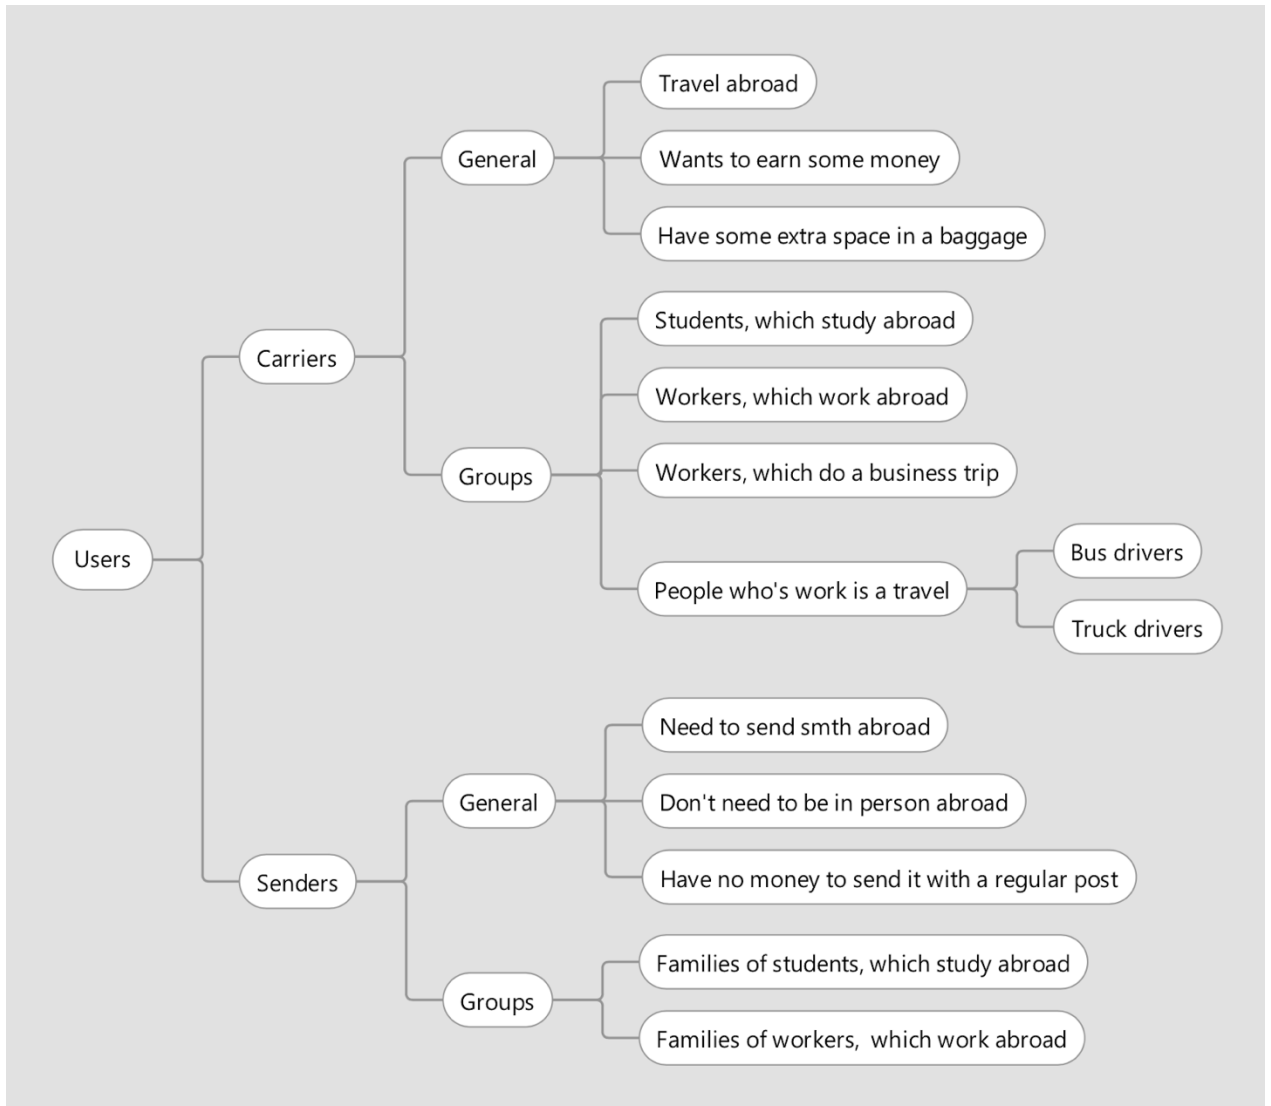 Travel abroad
General
Wants to earn some money
Have some extra space in a baggage
Students, which study abroad
Carriers
Workers, which work abroad
Groups
Workers, which do a business trip
Users
People who's work is a travel
Bus drivers
Truck drivers
Need to send smth abroad
General
Don't need to be in person abroad
Senders
Have no money to send it with a regular post
Families of students, which study abroad
Groups
Families of workers,  which work abroad